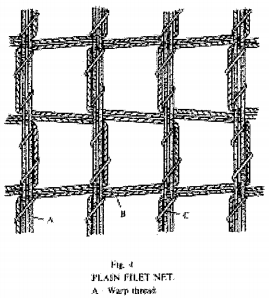 A
B
C
Fig. 4
PLAIN FILET NET.
A - Warp thread